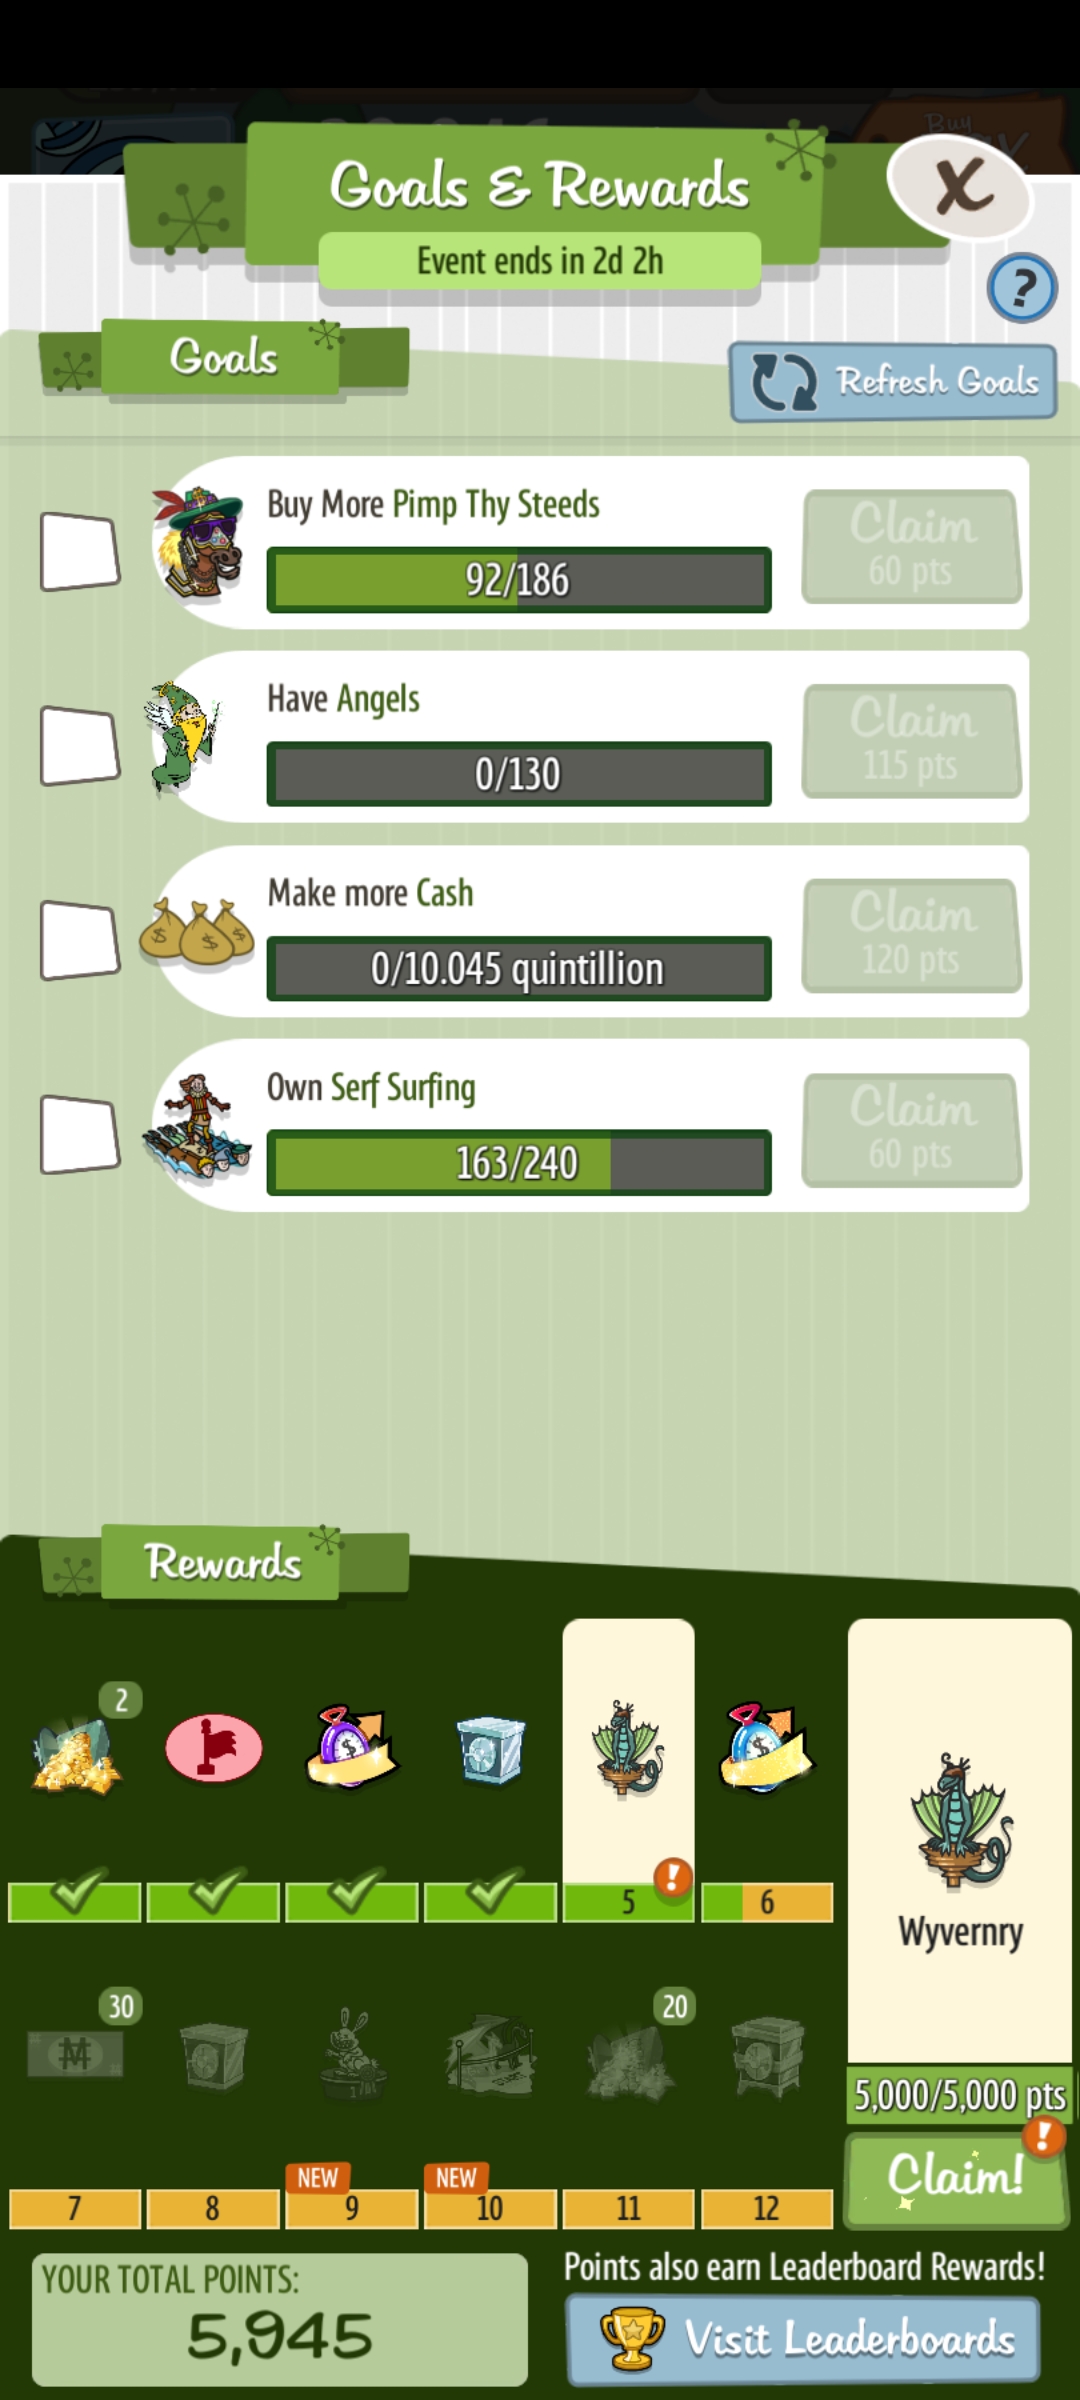 Buy
Goals & Rewards
X
Event ends in 2d 2h
?
Goals
Refresh Goals
Buy More Pimp Thy Steeds
92/186
Claim
60 pts
Have Angels
0/130
Claim
115 pts
Make more Cash
0/10.045 quintillion
Claim
120 pts
Own Serf Surfing
163/240
Claim
60 pts
Rewards
2
5
!
6
Wyvernry
30
20
5,000/5,000 pts
!
Claim!
NEW
NEW
7
8
9
10
11
12
YOUR TOTAL POINTS:
5,945
Points also earn Leaderboard Rewards!
Visit Leaderboards